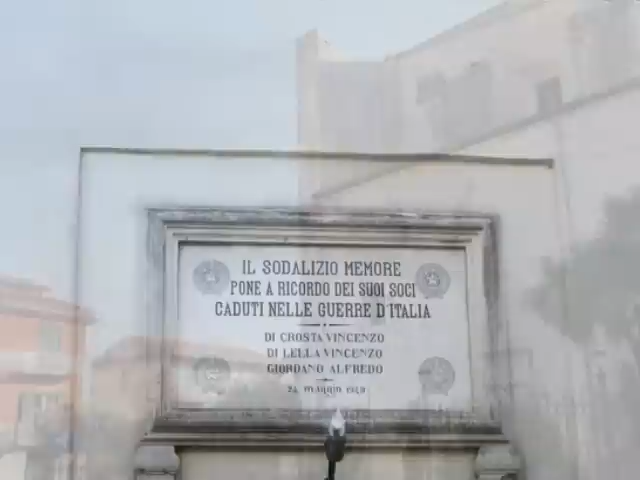 IL SODALIZIO MEMORE
PONE A RICORDO DEI SUOI SOCI
CADUTI NELLE GUERRE D'ITALIA
DI CROSTA VINCENZO
DI LELLA VINCENZO
GIORDANO ALFREDO
24